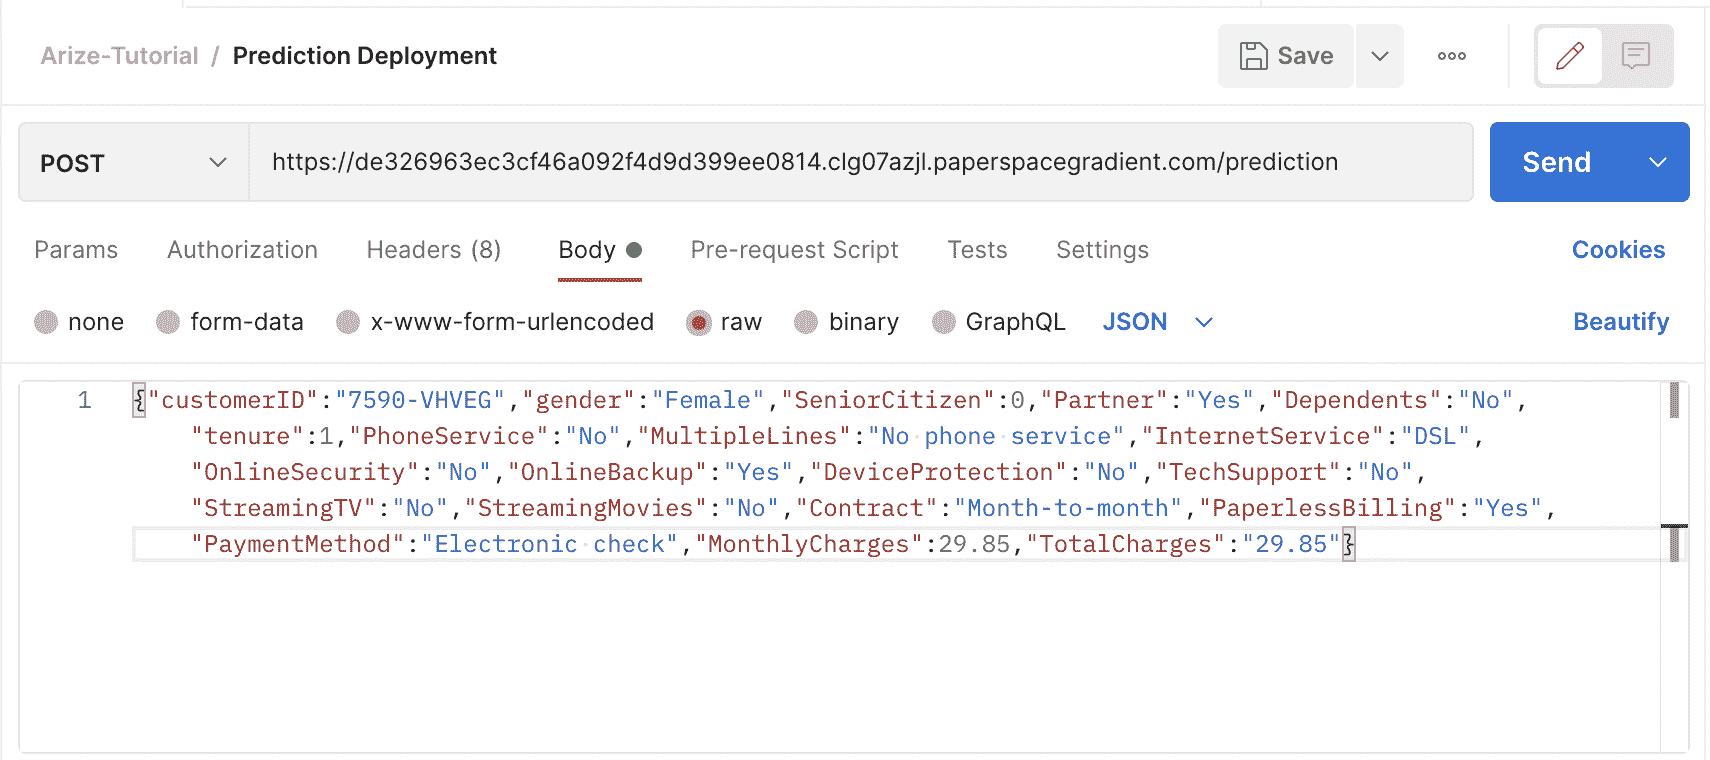 Arize-Tutorial / Prediction Deployment
Save
POST
https://de326963ec3cf46a092f4d9d399ee0814.clg07azjl.paperspacegradient.com/prediction
Send
Params Authorization Headers (8) Body Pre-request Script Tests Settings Cookies
none form-data x-www-form-urlencoded raw binary GraphQL JSON Beautify
1 {"customerID":"7590-VHVEG","gender":"Female","SeniorCitizen":0,"Partner":"Yes","Dependents":"No",
"tenure":1,"PhoneService":"No","MultipleLines":"No phone service","InternetService":"DSL",
"OnlineSecurity":"No","OnlineBackup":"Yes","DeviceProtection":"No","TechSupport":"No",
"StreamingTV":"No","StreamingMovies":"No","Contract":"Month-to-month","PaperlessBilling":"Yes",
"PaymentMethod":"Electronic check","MonthlyCharges":29.85,"TotalCharges":"29.85"}